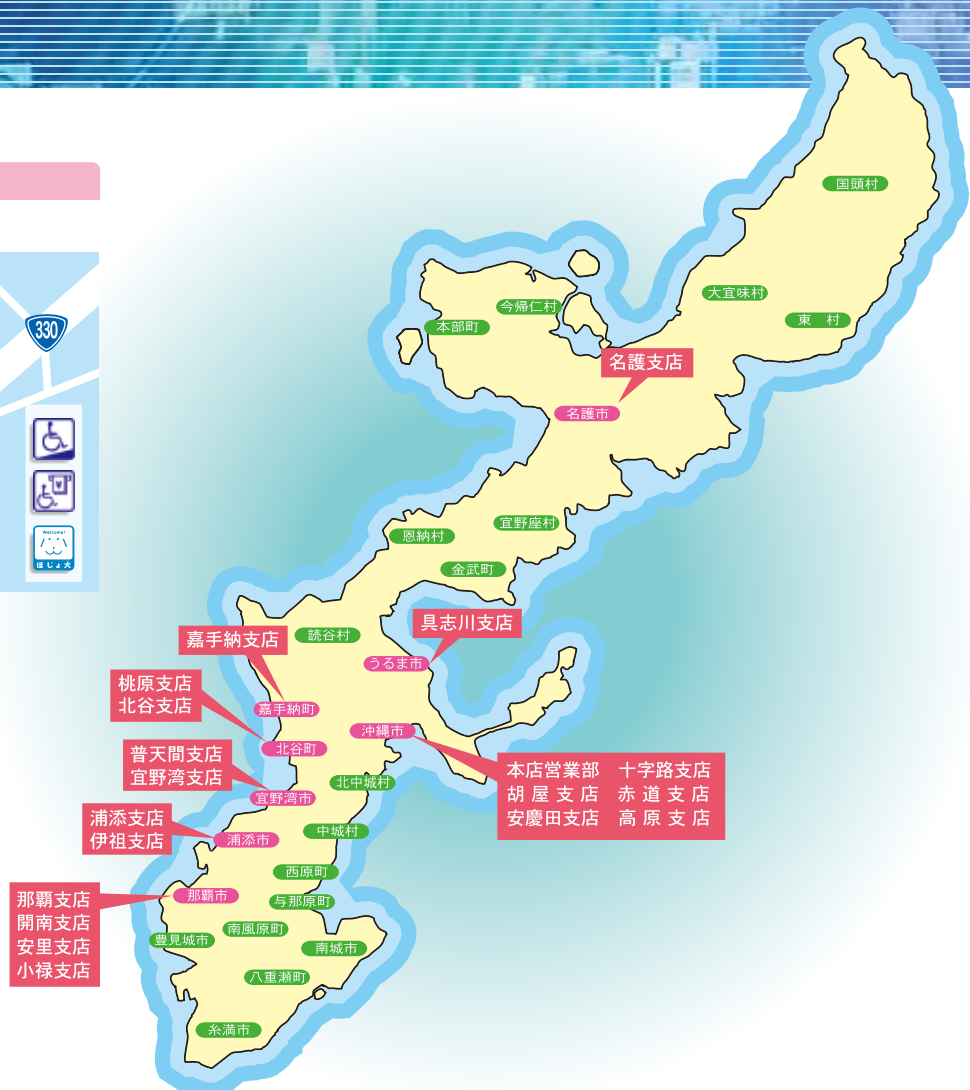 国頭村
大宜味村
東　村
今帰仁村
本部町
330
名護支店
名護市
宜野座村
恩納村
Welcome!
ほじょ犬
金武町
具志川支店
読谷村
嘉手納支店
うるま市
桃原支店
北谷支店
嘉手納町
沖縄市
北谷町
普天間支店
宜野湾支店
本店営業部　十字路支店
胡屋支店　赤道支店
安慶田支店　高原支店
北中城村
宜野湾市
浦添支店
伊祖支店
中城村
浦添市
西原町
那覇市
与那原町
那覇支店
開南支店
安里支店
小禄支店
南風原町
豊見城市
南城市
八重瀬町
糸満市